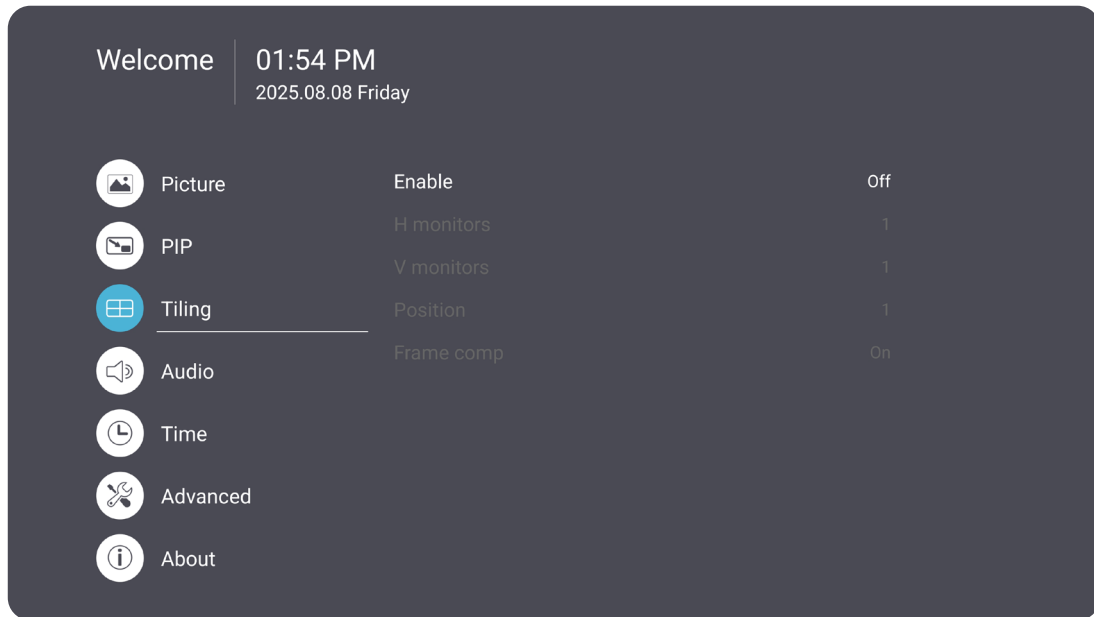 Welcome
01:54 PM
2025.08.08 Friday
Picture
PIP
Tiling
Audio
Time
Advanced
About
Enable Off
H monitors 1
V monitors 1
Position 1
Frame comp On